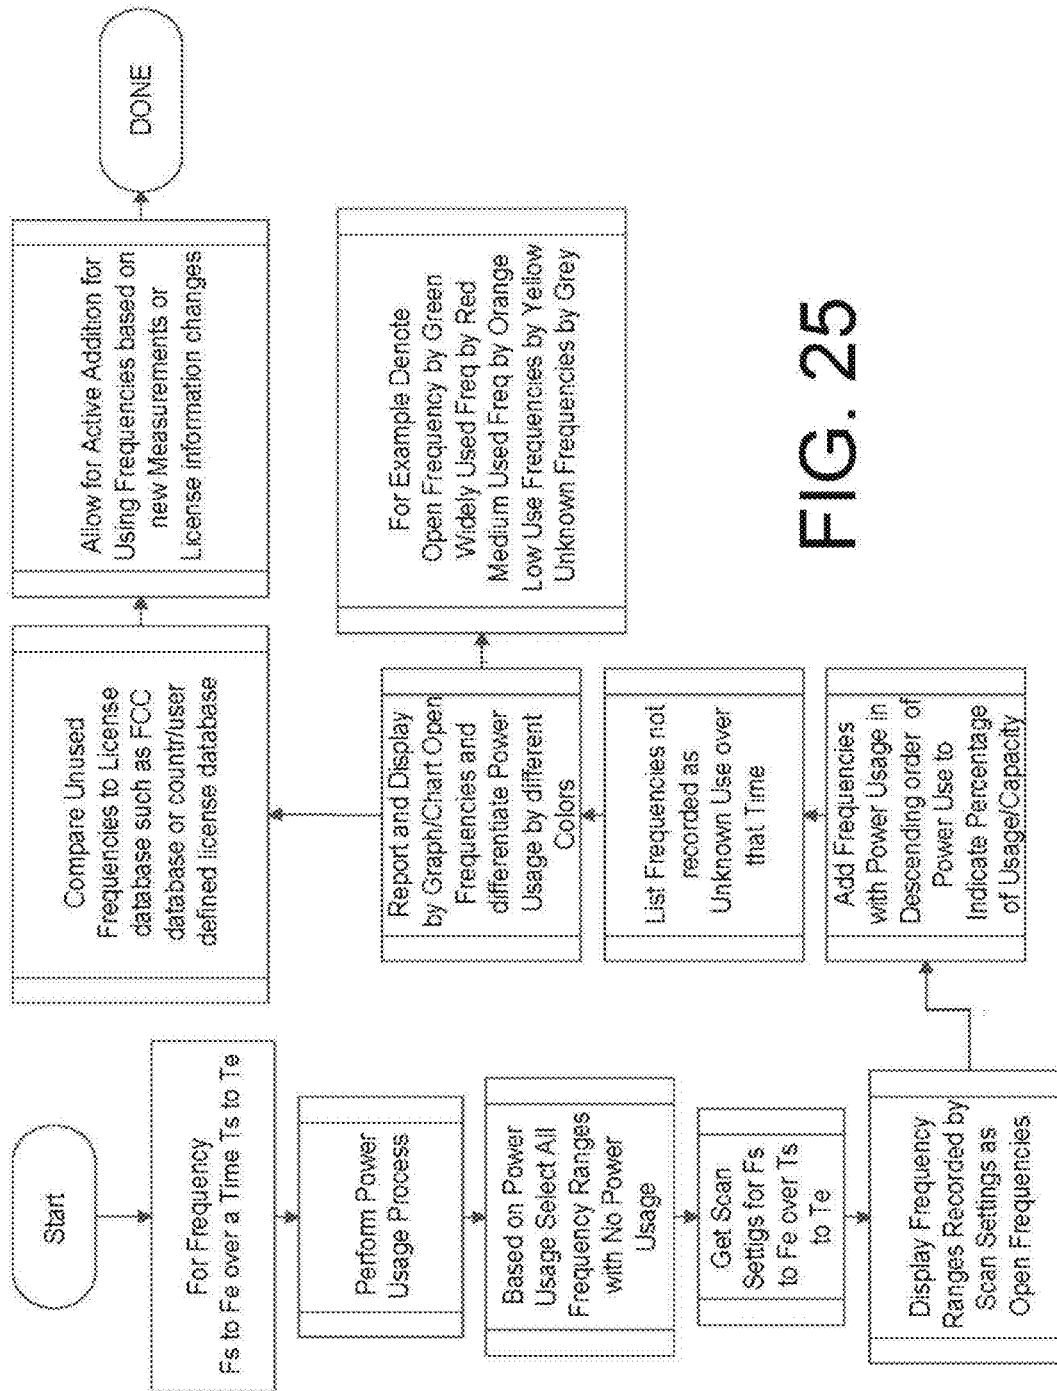 Start
For Frequency
Fs to Fe over a Time Ts to Te
Perform Power
Usage Process
Based on Power
Usage Select All
Frequency Ranges
with No Power
Usage
Get Scan
Settigs for Fs
to Fe over Ts
to Te
Display Frequency
Ranges Recorded by
Scan Settings as
Open Frequencies
Add Frequencies
with Power Usage in
Descending order of
Power Use to
Indicate Percentage
of Usage/Capacity
List Frequencies not
recorded as
Unknown Use over
that Time
Report and Display
by Graph/Chart Open
Frequencies and
differentiate Power
Usage by different
Colors
For Example Denote
Open Frequency by Green
Widely Used Freq by Red
Medium Used Freq by Orange
Low Use Frequencies by Yellow
Unknown Frequencies by Grey
Compare Unused
Frequencies to License
database such as FCC
database or countr/user
defined license database
Allow for Active Addition for
Using Frequencies based on
new Measurements or
License information changes
DONE
FIG. 25